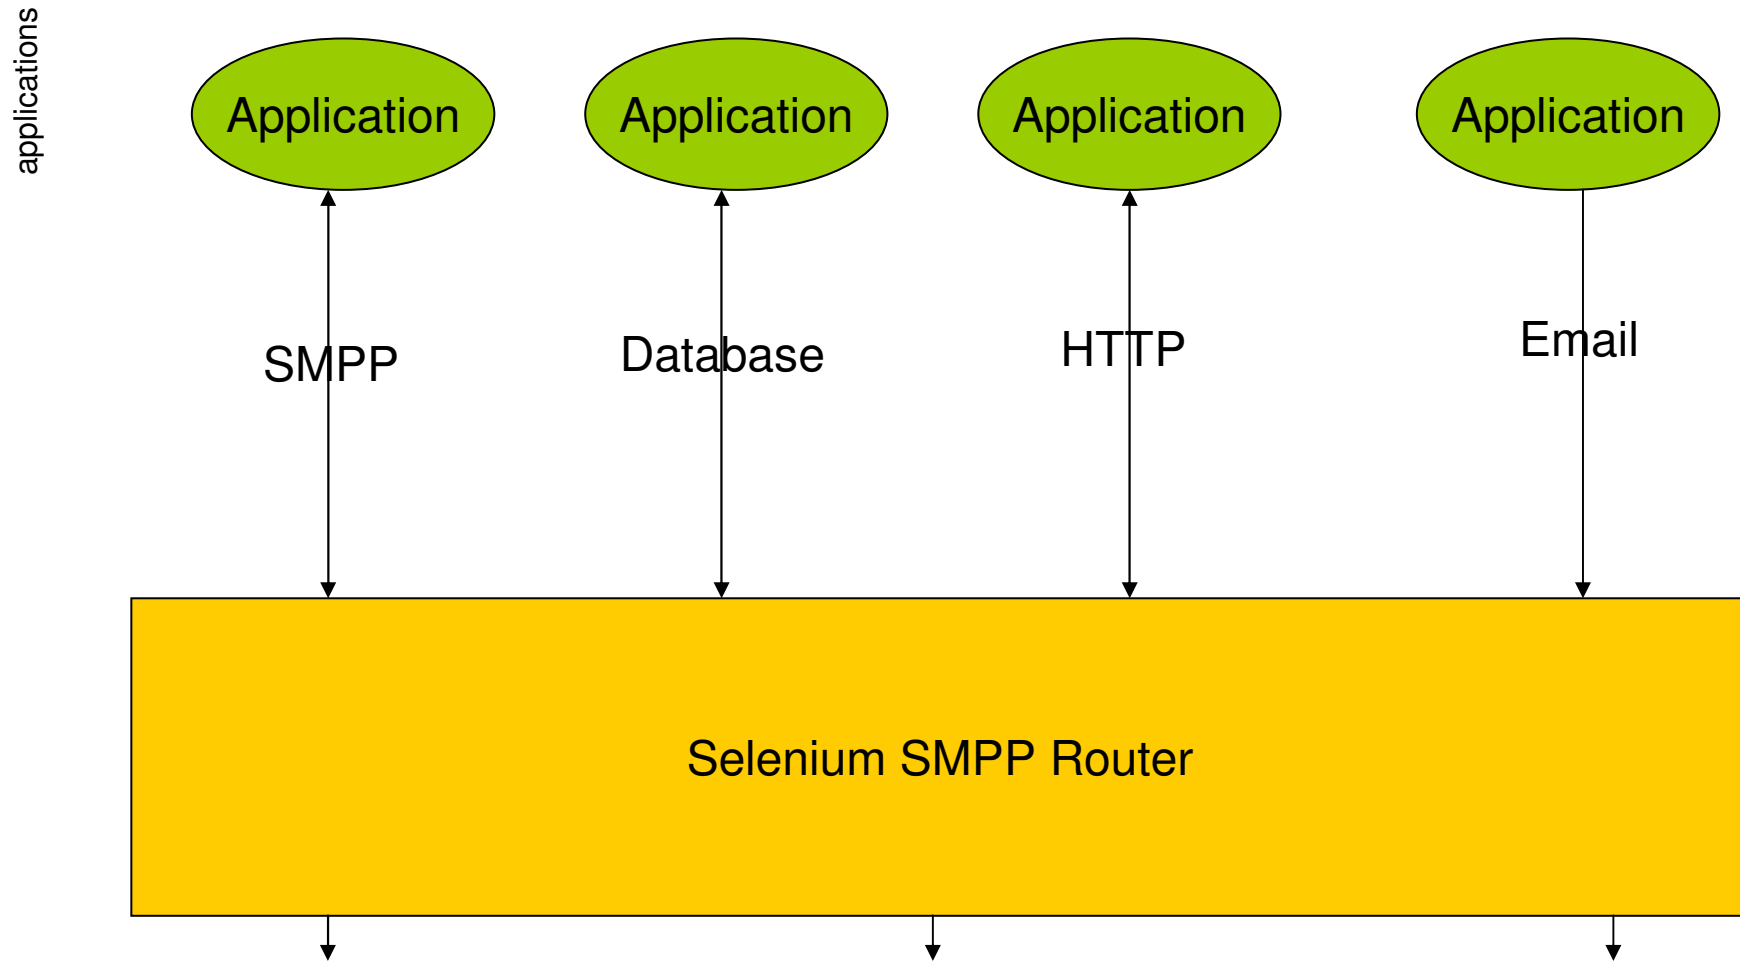 applications
Application
Application
Application
Application
SMPP
Database
HTTP
Email
Selenium SMPP Router